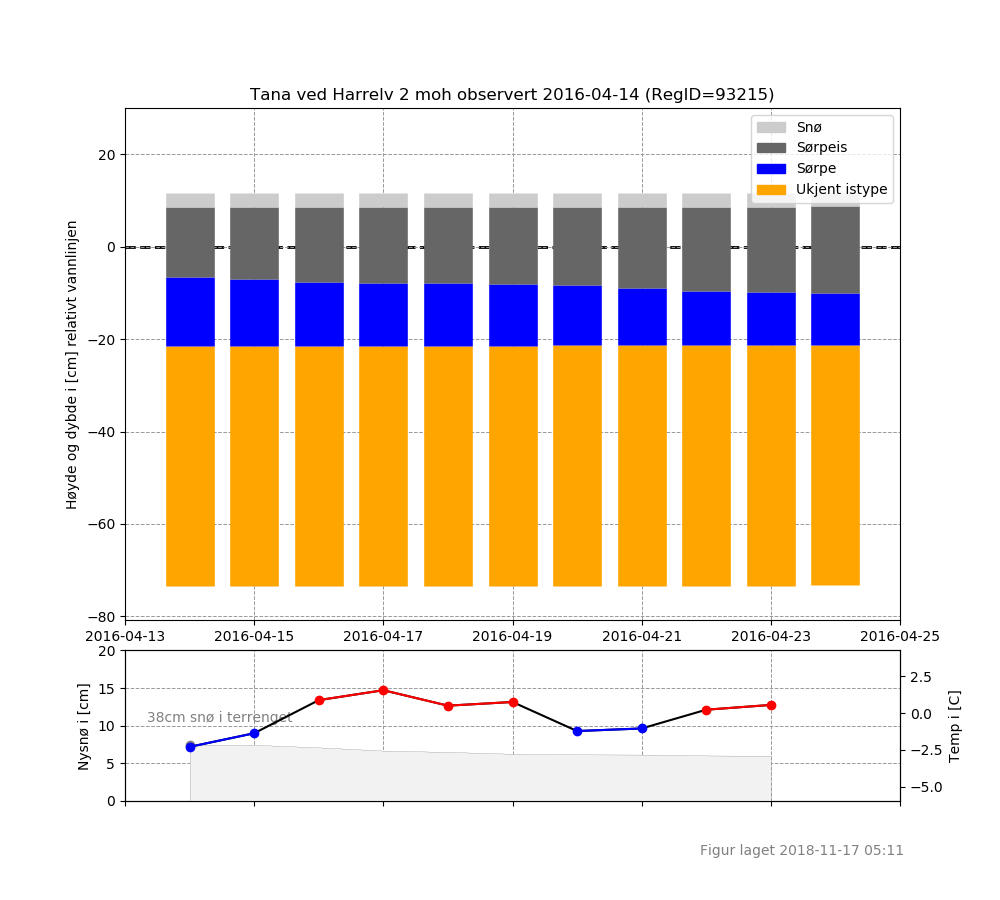 Tana ved Harrelv 2 moh observert 2016-04-14 (RegID=93215)
Snø
Sørpeis
Sørpe
Ukjent istype
Høyde og dybde i [cm] relativt vannlinjen
20
0
−20
−40
−60
−80
2016-04-13 2016-04-15 2016-04-17 2016-04-19 2016-04-21 2016-04-23 2016-04-25
Nysnø i [cm]
20
15
10
5
0
38cm snø i terrenget
2.5
0.0
−2.5
−5.0
Temp i [C]
Figur laget 2018-11-17 05:11